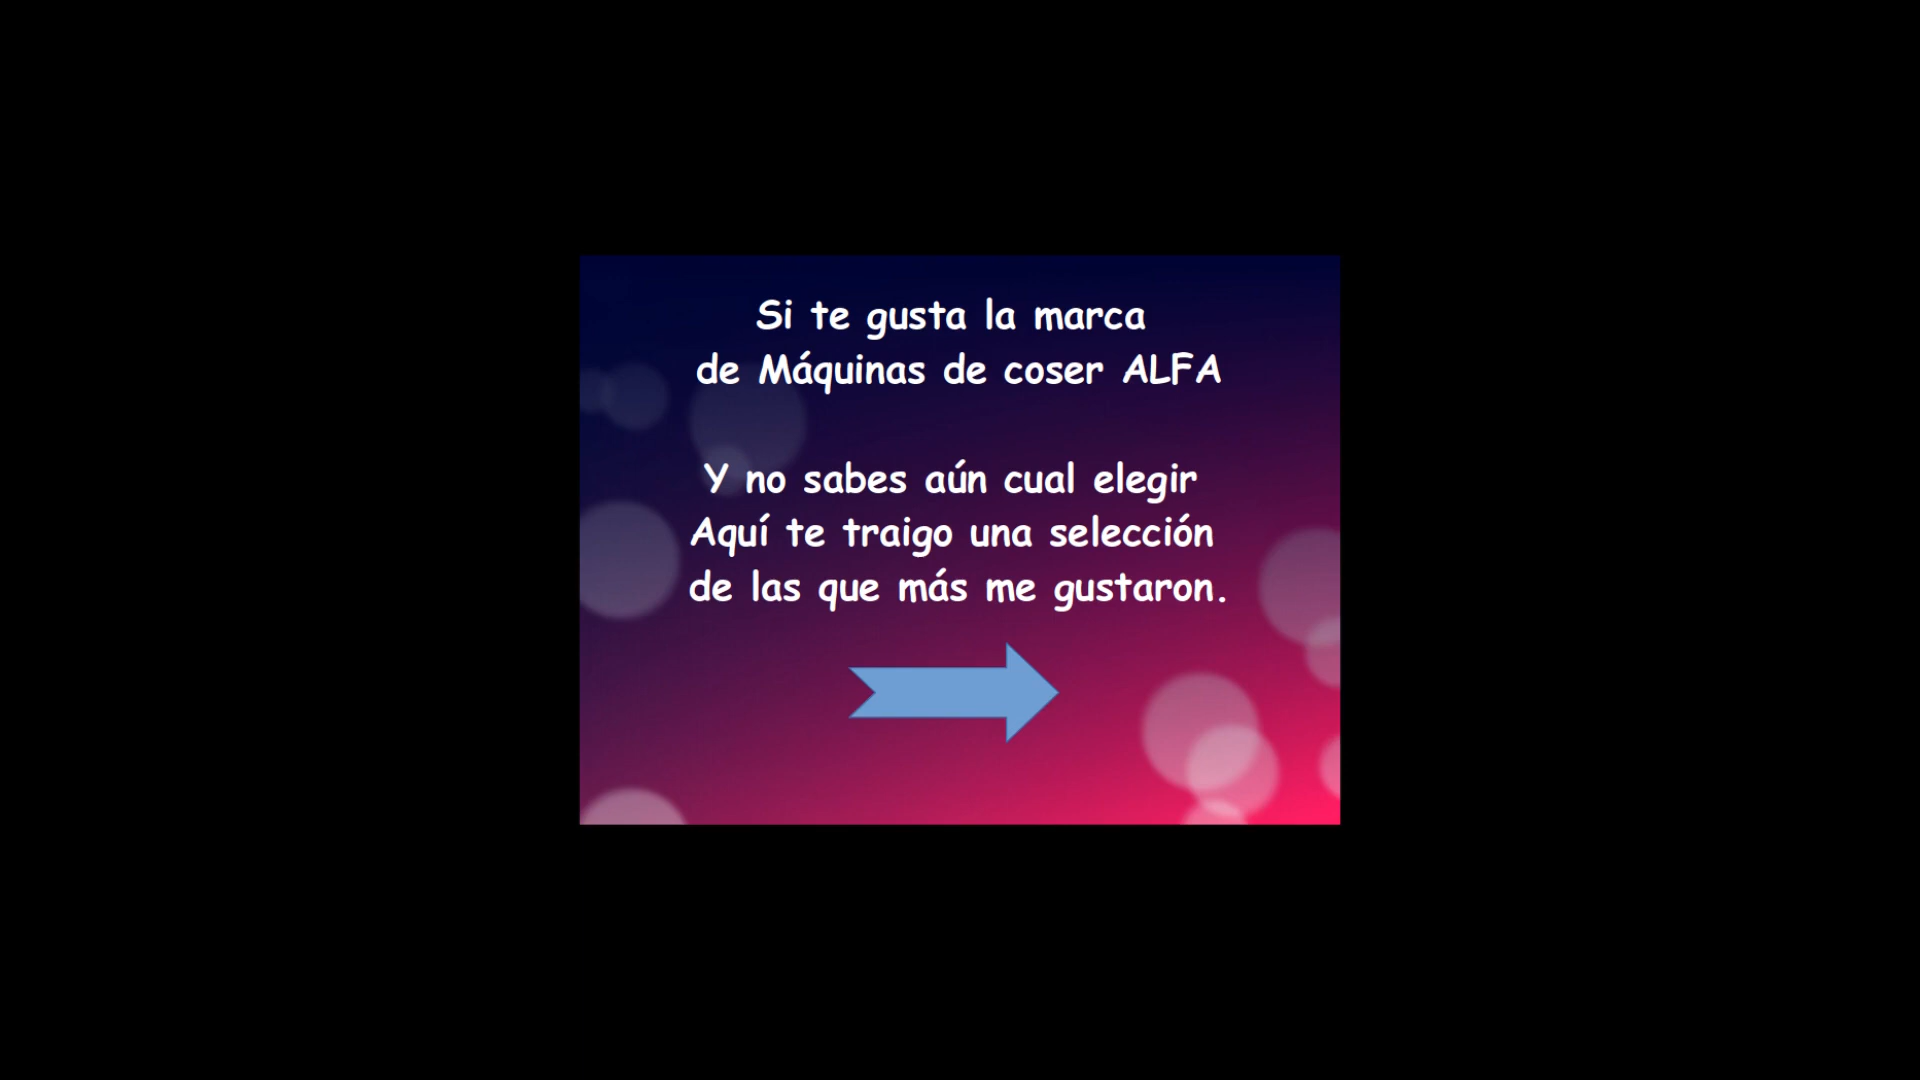 Si te gusta la marca
de Máquinas de coser ALFA
Y no sabes aún cual elegir
Aquí te traigo una selección
de las que más me gustaron.